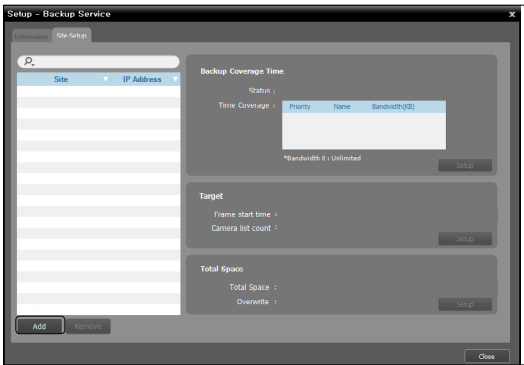 Setup - Backup Service
x
Information
Site Setup
Site
IP Address
Backup Coverage Time
Status :
Time Coverage :
Priority Name Bandwidth(KB)
*Bandwidth 0 : Unlimited
Setup
Target
Frame start time :
Camera list count :
Setup
Total Space
Total Space :
Overwrite :
Setup
Add
Remove
Close